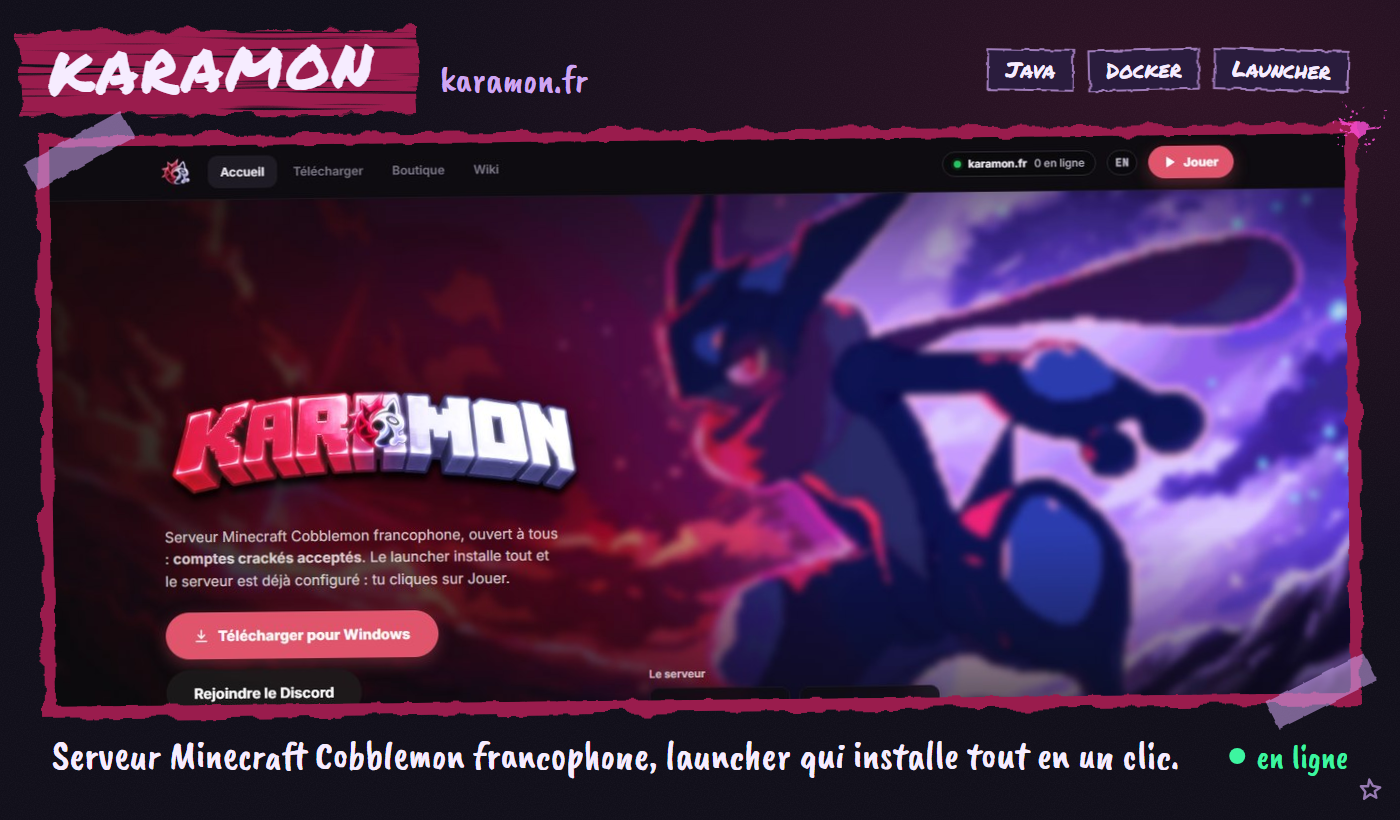 KARAMON
karamon.fr
Java
Docker
Launcher
Accueil
Télécharger
Boutique
Wiki
karamon.fr 0 en ligne
EN
Jouer
KARAMON
Serveur Minecraft Cobblemon francophone, ouvert à tous
: comptes crackés acceptés. Le launcher installe tout et
le serveur est déjà configuré : tu cliques sur Jouer.
Télécharger pour Windows
Rejoindre le Discord
Le serveur
Serveur Minecraft Cobblemon francophone, launcher qui installe tout en un clic.
en ligne